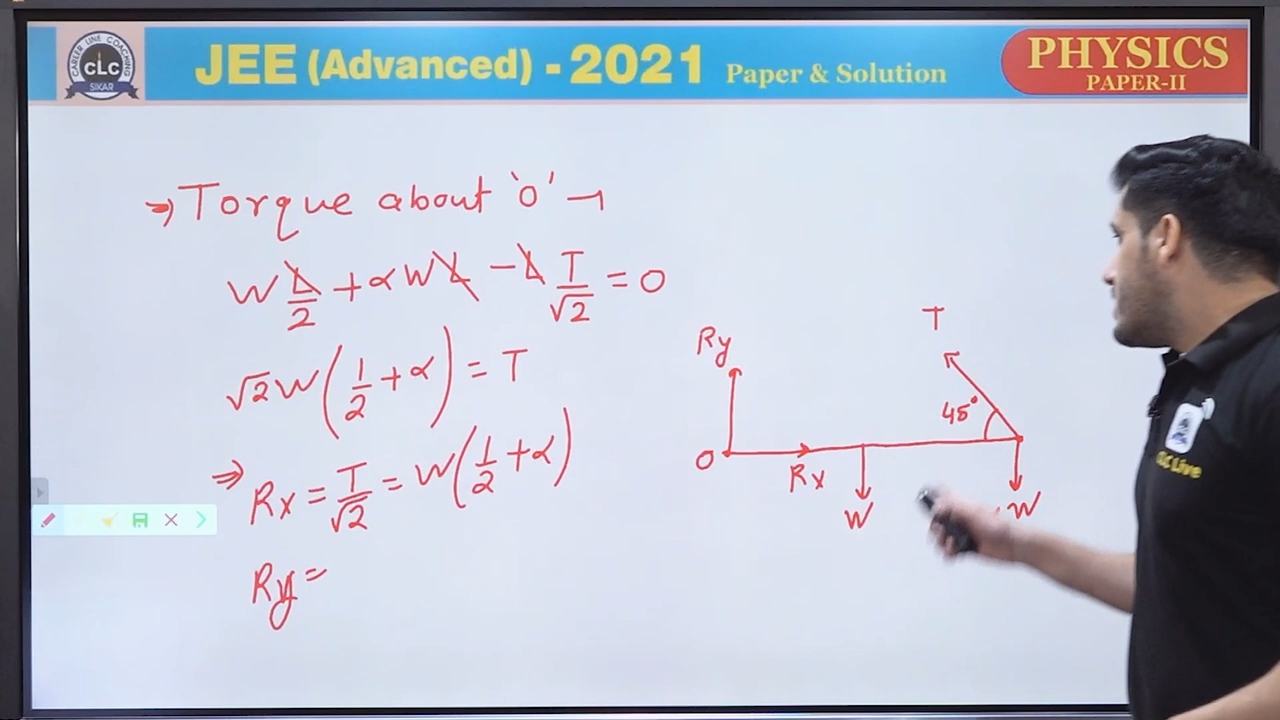 CAREER LINE COACHING
CLC
SIKAR
JEE (Advanced) - 2021 Paper & Solution
PHYSICS
PAPER-II
⇒ Torque about 'O' ⊣
W L/2 + αWL - L T/√2 = 0
√2W(1/2 + α) = T
⇒ Rx = T/√2 = W(1/2 + α)
Ry =
Ry
T
45°
O
Rx
W
W
CLC Live